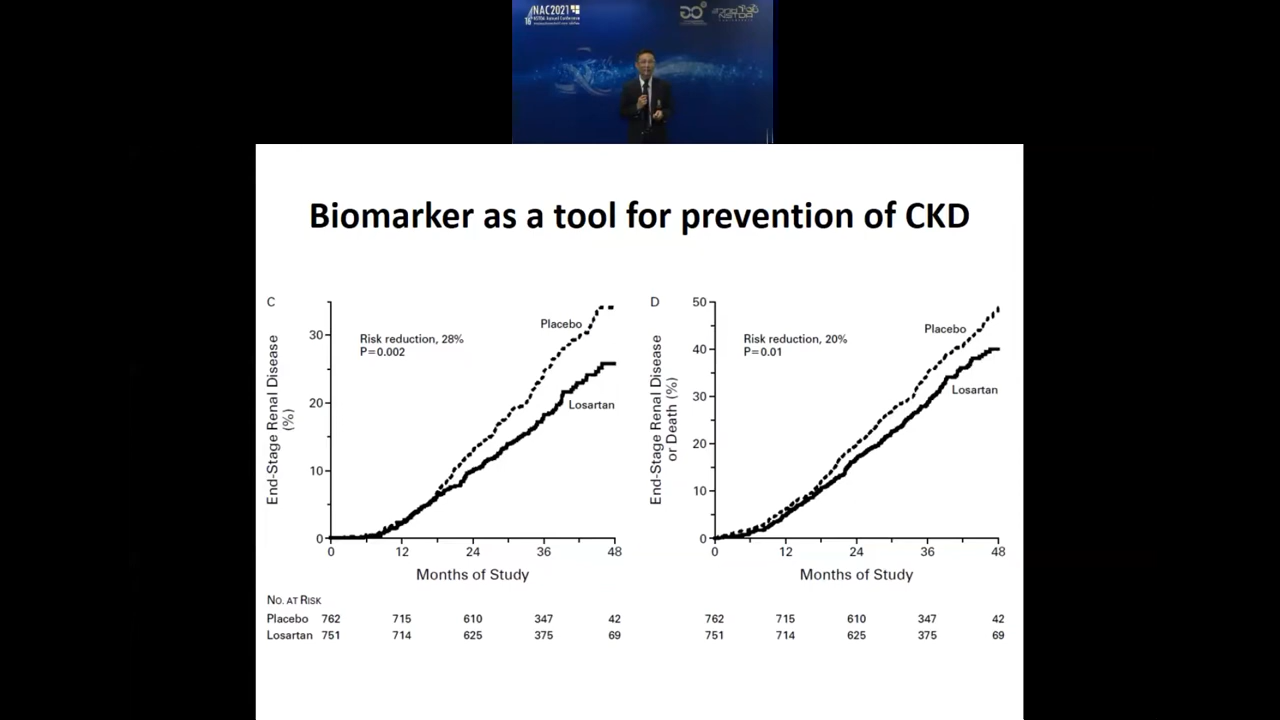 NAC2021
NSTDA Annual Conference
Biomarker as a tool for prevention of CKD
C
End-Stage Renal Disease
(%)
30
20
10
0
Risk reduction, 28%
P=0.002
Placebo
Losartan
0 12 24 36 48
Months of Study
D
End-Stage Renal Disease
or Death (%)
50
40
30
20
10
0
Risk reduction, 20%
P=0.01
Placebo
Losartan
0 12 24 36 48
Months of Study
No. at Risk
Placebo 762 715 610 347 42 762 715 610 347 42
Losartan 751 714 625 375 69 751 714 625 375 69